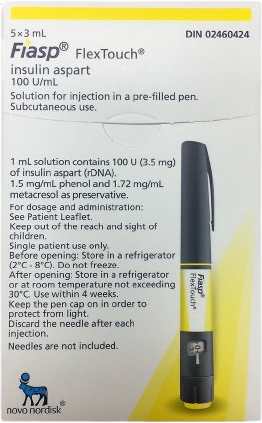 5 × 3 mL
DIN 02460424
Fiasp® FlexTouch®
insulin aspart
100 U/mL
Solution for injection in a pre-filled pen.
Subcutaneous use.
1 mL solution contains 100 U (3.5 mg)
of insulin aspart (rDNA).
1.5 mg/mL phenol and 1.72 mg/mL
metacresol as preservative.
For dosage and administration:
See Patient Leaflet.
Keep out of the reach and sight of
children.
Single patient use only.
Before opening: Store in a refrigerator
(2°C - 8°C). Do not freeze.
After opening: Store in a refrigerator
or at room temperature not exceeding
30°C. Use within 4 weeks.
Keep the pen cap on in order to
protect from light.
Discard the needle after each
injection.
Needles are not included.
Fiasp®
FlexTouch®
novo nordisk®